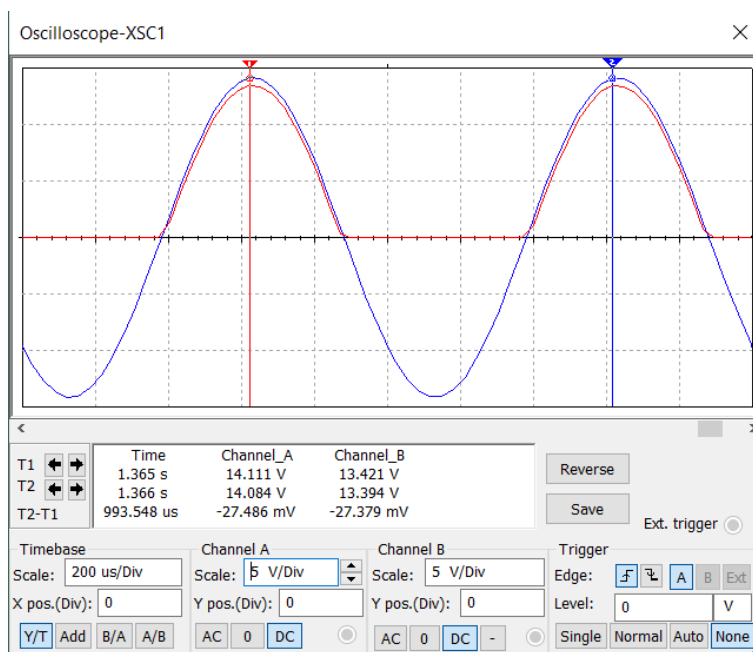 Oscilloscope-XSC1
1
2
T1
T2
T2-T1
Time Channel_A Channel_B
1.365 s 14.111 V 13.421 V
1.366 s 14.084 V 13.394 V
993.548 us -27.486 mV -27.379 mV
Reverse
Save
Ext. trigger
Timebase
Scale: 200 us/Div
X pos.(Div): 0
Y/T Add B/A A/B
Channel A
Scale: 5 V/Div
Y pos.(Div): 0
AC 0 DC
Channel B
Scale: 5 V/Div
Y pos.(Div): 0
AC 0 DC -
Trigger
Edge: A B Ext
Level: 0 V
Single Normal Auto None